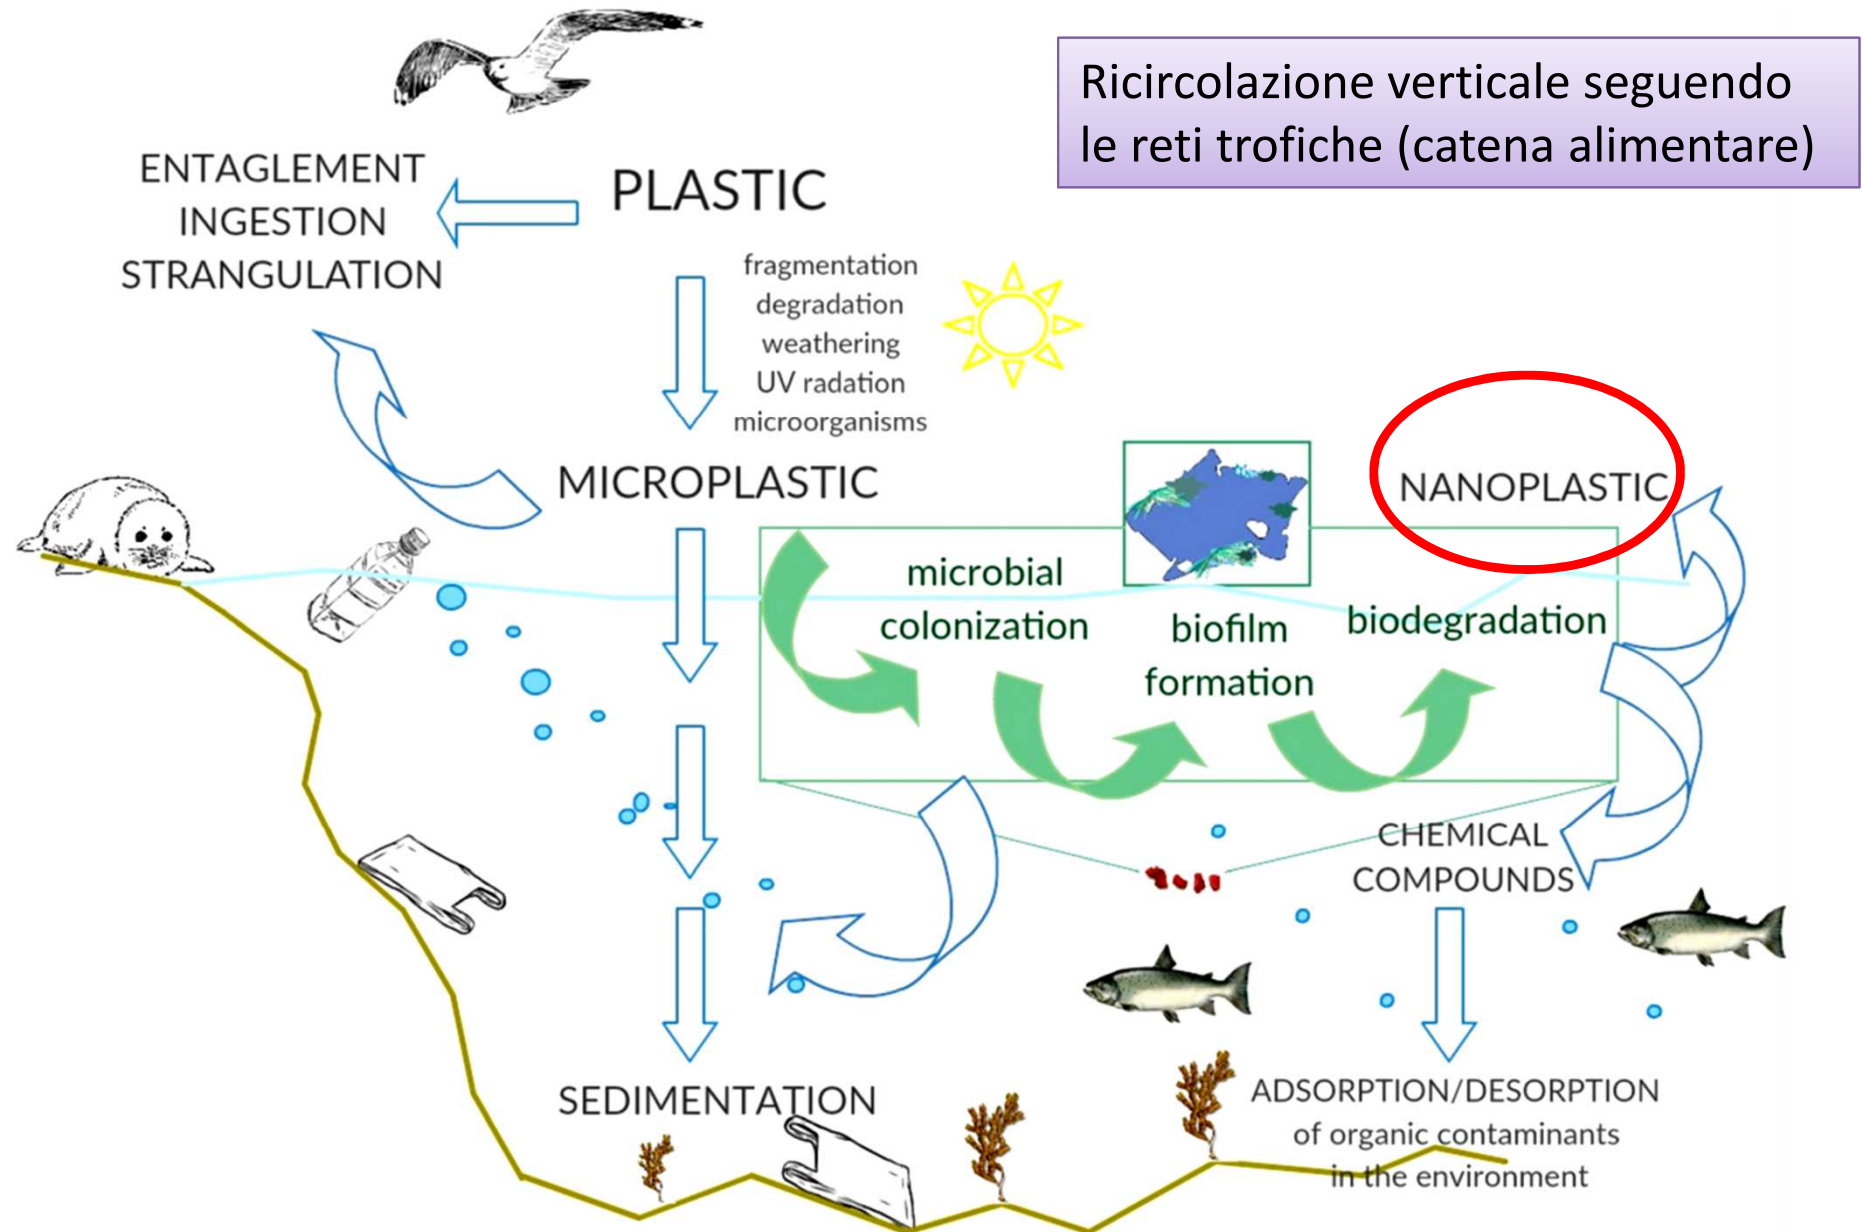 Ricircolazione verticale seguendo
le reti trofiche (catena alimentare)
ENTAGLEMENT
INGESTION
STRANGULATION
PLASTIC
fragmentation
degradation
weathering
UV radation
microorganisms
MICROPLASTIC
NANOPLASTIC
microbial
colonization
biofilm
formation
biodegradation
CHEMICAL
COMPOUNDS
SEDIMENTATION
ADSORPTION/DESORPTION
of organic contaminants
in the environment